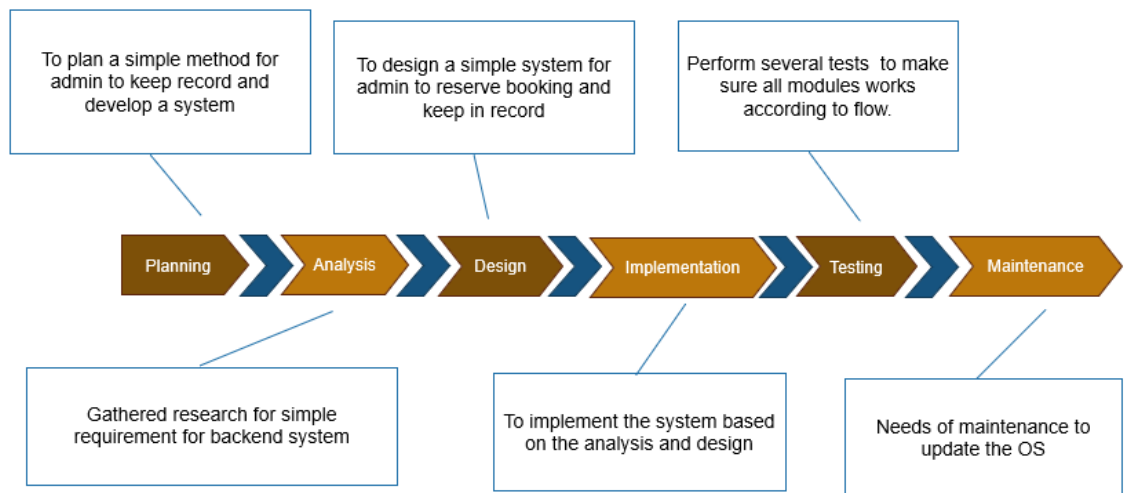 To plan a simple method for
admin to keep record and
develop a system
To design a simple system for
admin to reserve booking and
keep in record
Perform several tests to make
sure all modules works
according to flow.
Planning
Analysis
Design
Implementation
Testing
Maintenance
Gathered research for simple
requirement for backend system
To implement the system based
on the analysis and design
Needs of maintenance to
update the OS